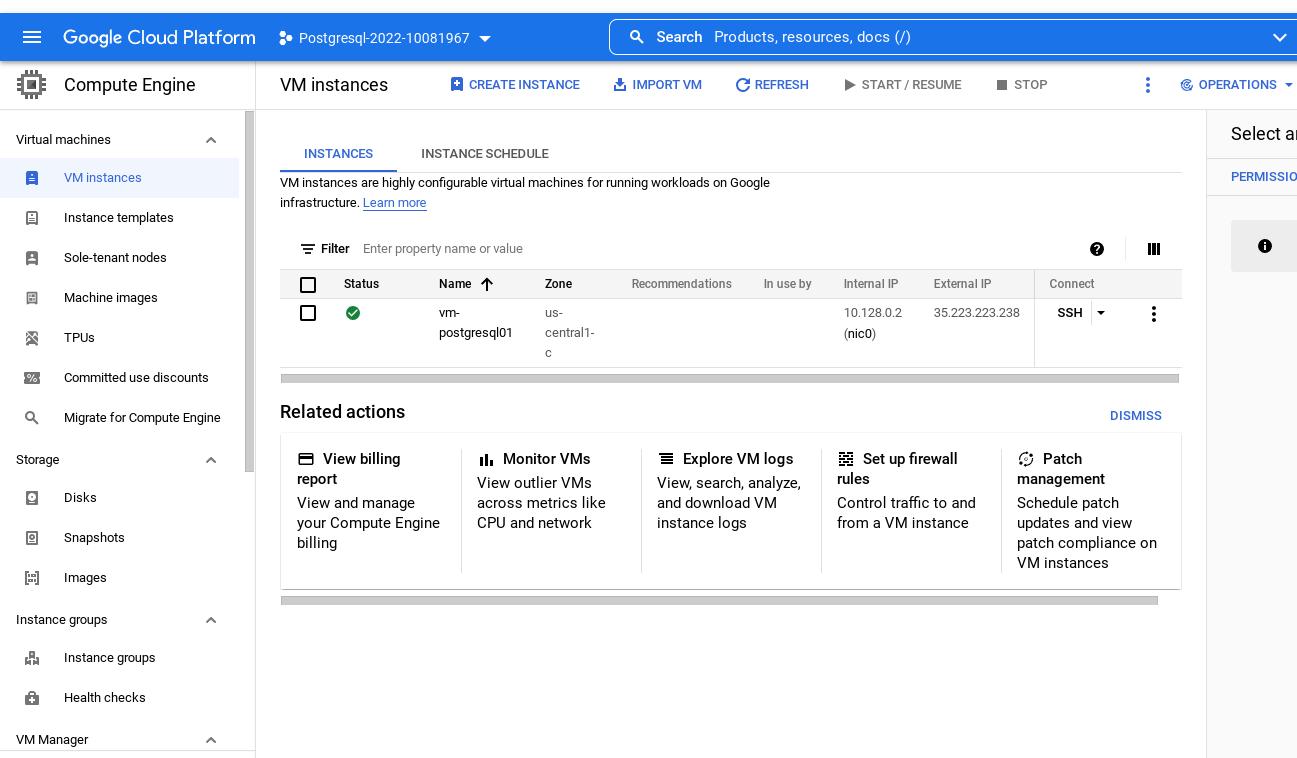 Google Cloud Platform
Postgresql-2022-10081967
Search Products, resources, docs (/)
Compute Engine
VM instances
CREATE INSTANCE
IMPORT VM
REFRESH
START / RESUME
STOP
OPERATIONS
Virtual machines
VM instances
Instance templates
Sole-tenant nodes
Machine images
TPUs
Committed use discounts
Migrate for Compute Engine
Storage
Disks
Snapshots
Images
Instance groups
Instance groups
Health checks
VM Manager
INSTANCES
INSTANCE SCHEDULE
VM instances are highly configurable virtual machines for running workloads on Google
infrastructure. Learn more
Filter Enter property name or value
Status Name Zone Recommendations In use by Internal IP External IP Connect
vm-
postgresql01
us-
central1-
c
10.128.0.2
(nic0)
35.223.223.238
SSH
Related actions
DISMISS
View billing
report
View and manage
your Compute Engine
billing
Monitor VMs
View outlier VMs
across metrics like
CPU and network
Explore VM logs
View, search, analyze,
and download VM
instance logs
Set up firewall
rules
Control traffic to and
from a VM instance
Patch
management
Schedule patch
updates and view
patch compliance on
VM instances
Select
PERMISSIO